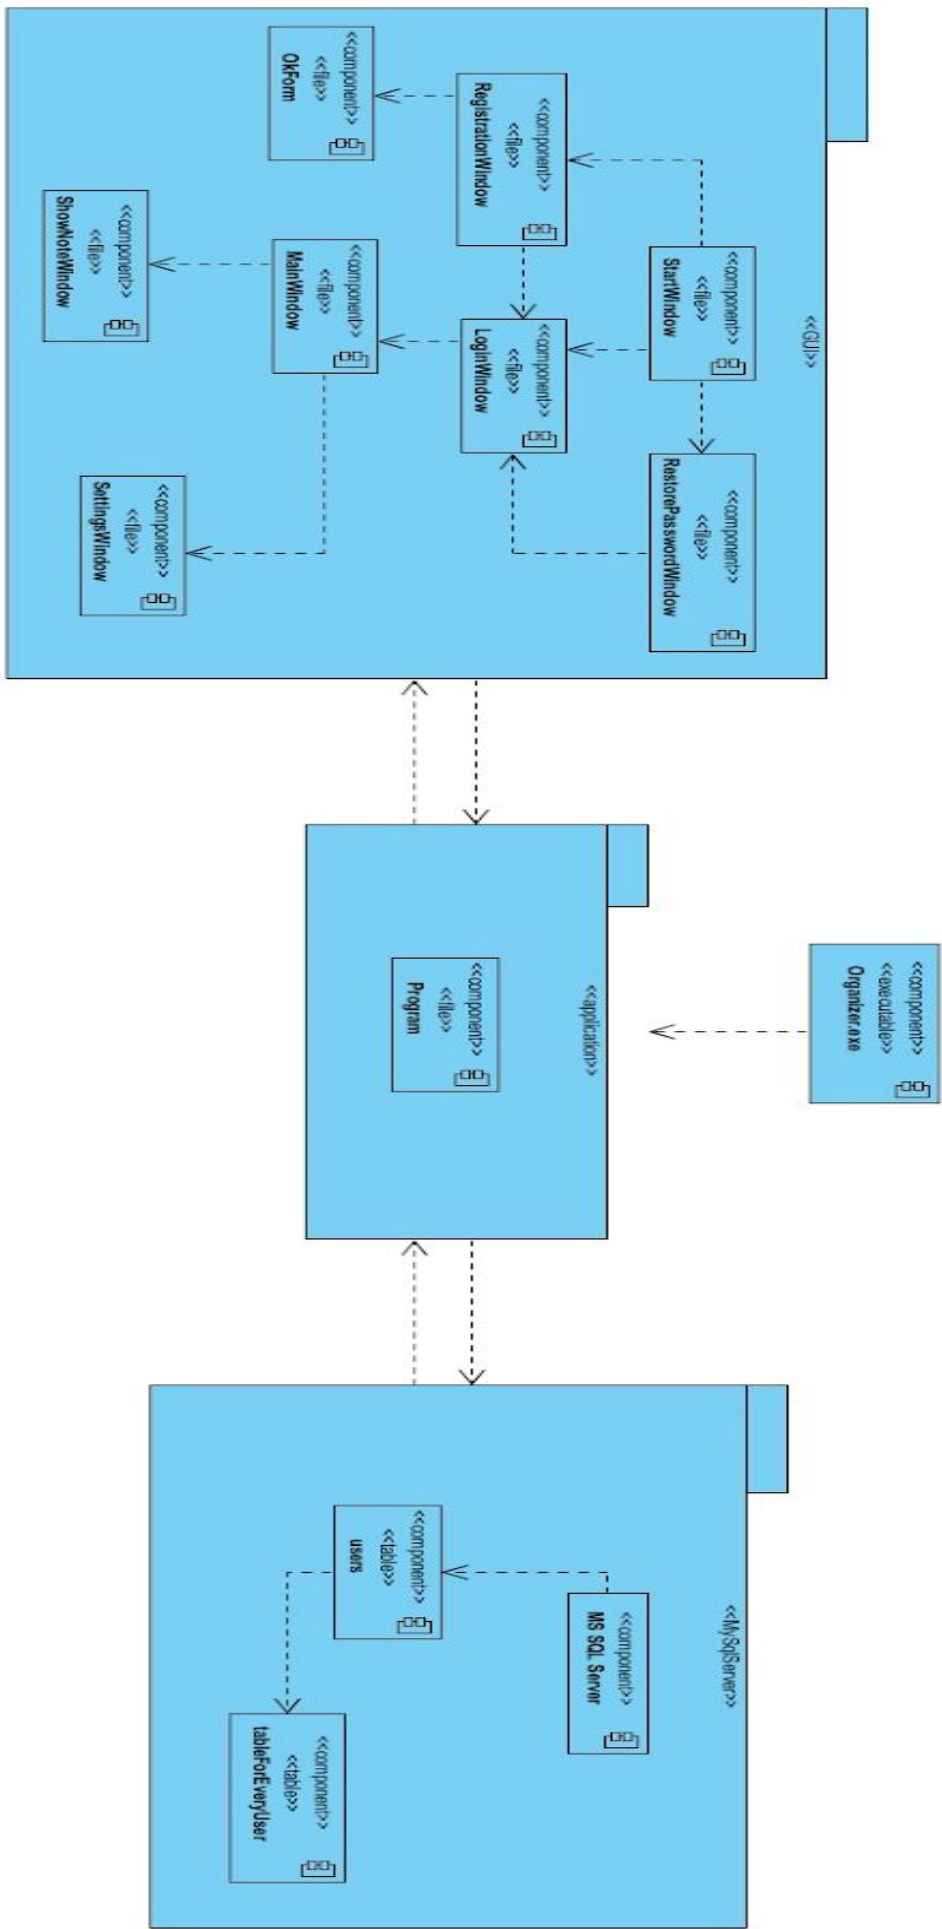 <<component>>
<<executable>>
Organizer.exe
<<GUI>>
<<component>>
<<file>>
StartWindow
<<component>>
<<file>>
RestorePasswordWindow
<<component>>
<<file>>
RegistrationWindow
<<component>>
<<file>>
LoginWindow
<<component>>
<<file>>
OkForm
<<component>>
<<file>>
MainWindow
<<component>>
<<file>>
ShowNoteWindow
<<component>>
<<file>>
SettingsWindow
<<application>>
<<component>>
<<file>>
Program
<<MySqlServer>>
<<component>>
MS SQL Server
<<component>>
<<table>>
users
<<component>>
<<table>>
tableForEveryUser